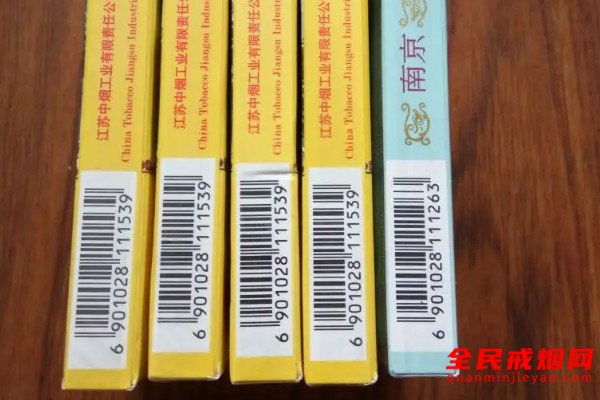 江苏中烟工业有限责任公
China Tobacco Jiangsu Industri
6 901028 111539
江苏中烟工业有限责任公
China Tobacco Jiangsu Industri
6 901028 111539
江苏中烟工业有限责任公
China Tobacco Jiangsu Industri
6 901028 111539
江苏中烟工业有限责任公
China Tobacco Jiangsu Industri
6 901028 111539
南京
6 901028 111263
全民戒烟网
quanminjieyan.com